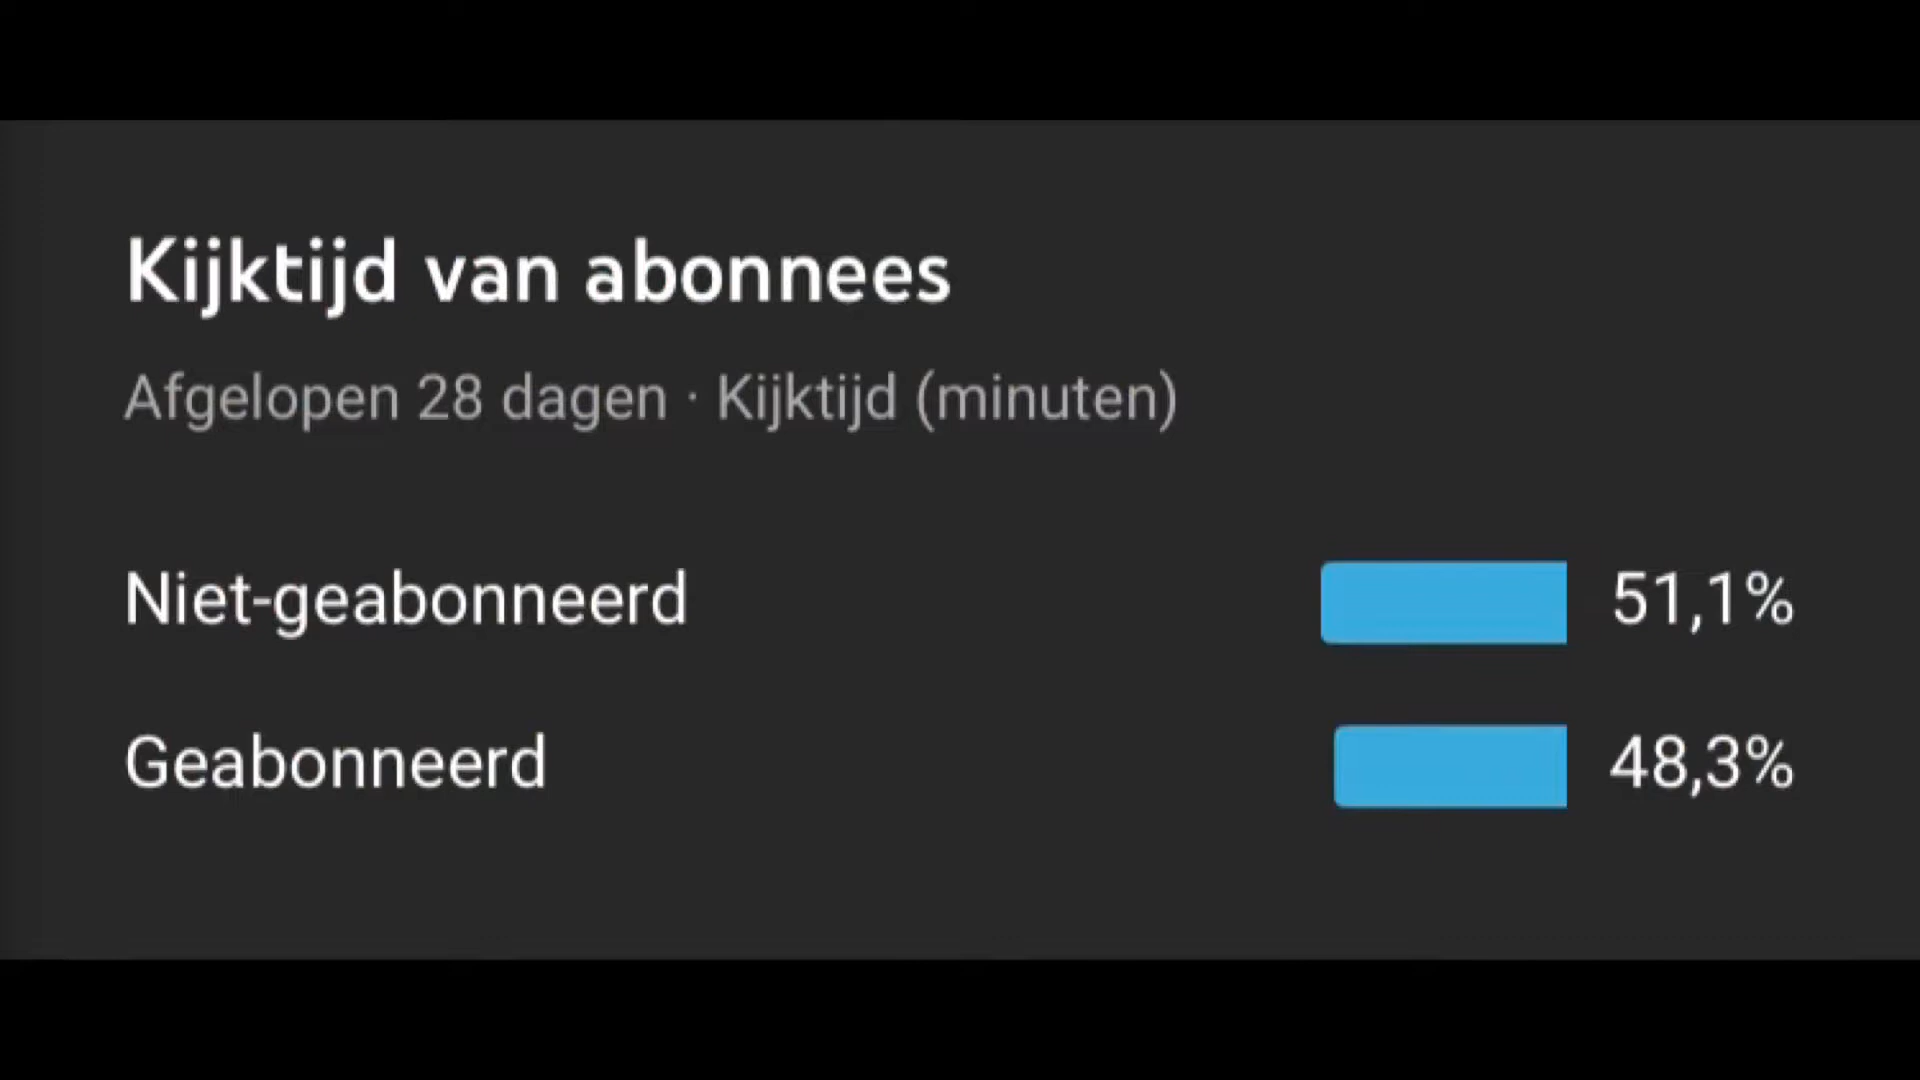 Kijktijd van abonnees
Afgelopen 28 dagen · Kijktijd (minuten)
Niet-geabonneerd 51,1%
Geabonneerd 48,3%